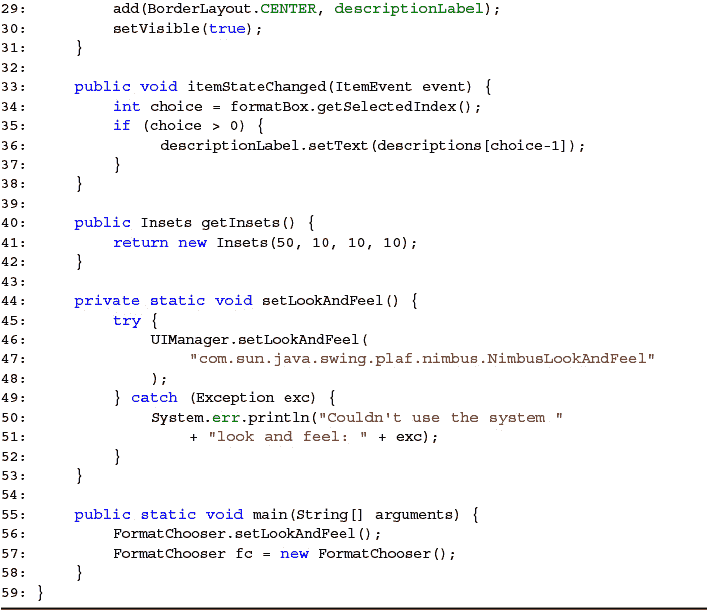 29:         add(BorderLayout.CENTER, descriptionLabel);
30:         setVisible(true);
31:     }
32:
33:     public void itemStateChanged(ItemEvent event) {
34:         int choice = formatBox.getSelectedIndex();
35:         if (choice > 0) {
36:              descriptionLabel.setText(descriptions[choice-1]);
37:         }
38:     }
39:
40:     public Insets getInsets() {
41:         return new Insets(50, 10, 10, 10);
42:     }
43:
44:     private static void setLookAndFeel() {
45:         try {
46:             UIManager.setLookAndFeel(
47:                 "com.sun.java.swing.plaf.nimbus.NimbusLookAndFeel"
48:             );
49:         } catch (Exception exc) {
50:             System.err.println("Couldn't use the system "
51:                 + "look and feel: " + exc);
52:         }
53:     }
54:
55:     public static void main(String[] arguments) {
56:         FormatChooser.setLookAndFeel();
57:         FormatChooser fc = new FormatChooser();
58:     }
59: }